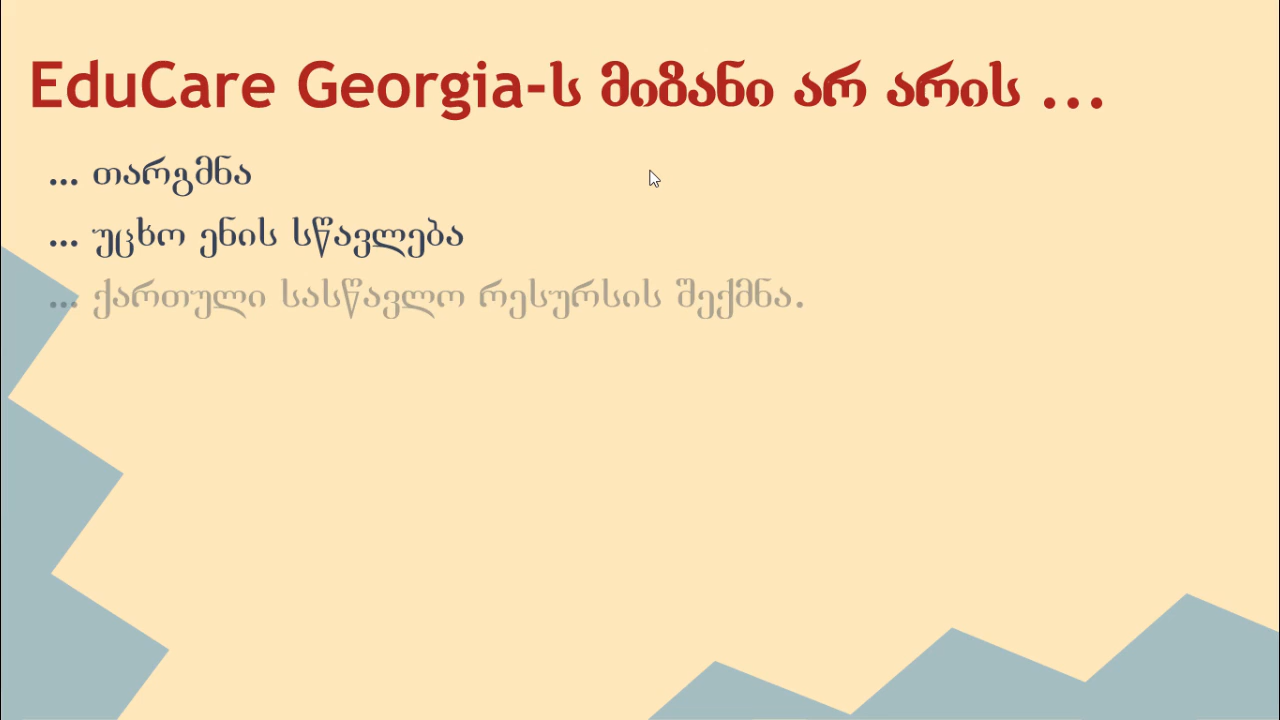 EduCare Georgia-ს მიზანი არ არის ...
... თარგმნა
... უცხო ენის სწავლება
... ქართული სასწავლო რესურსის შექმნა.